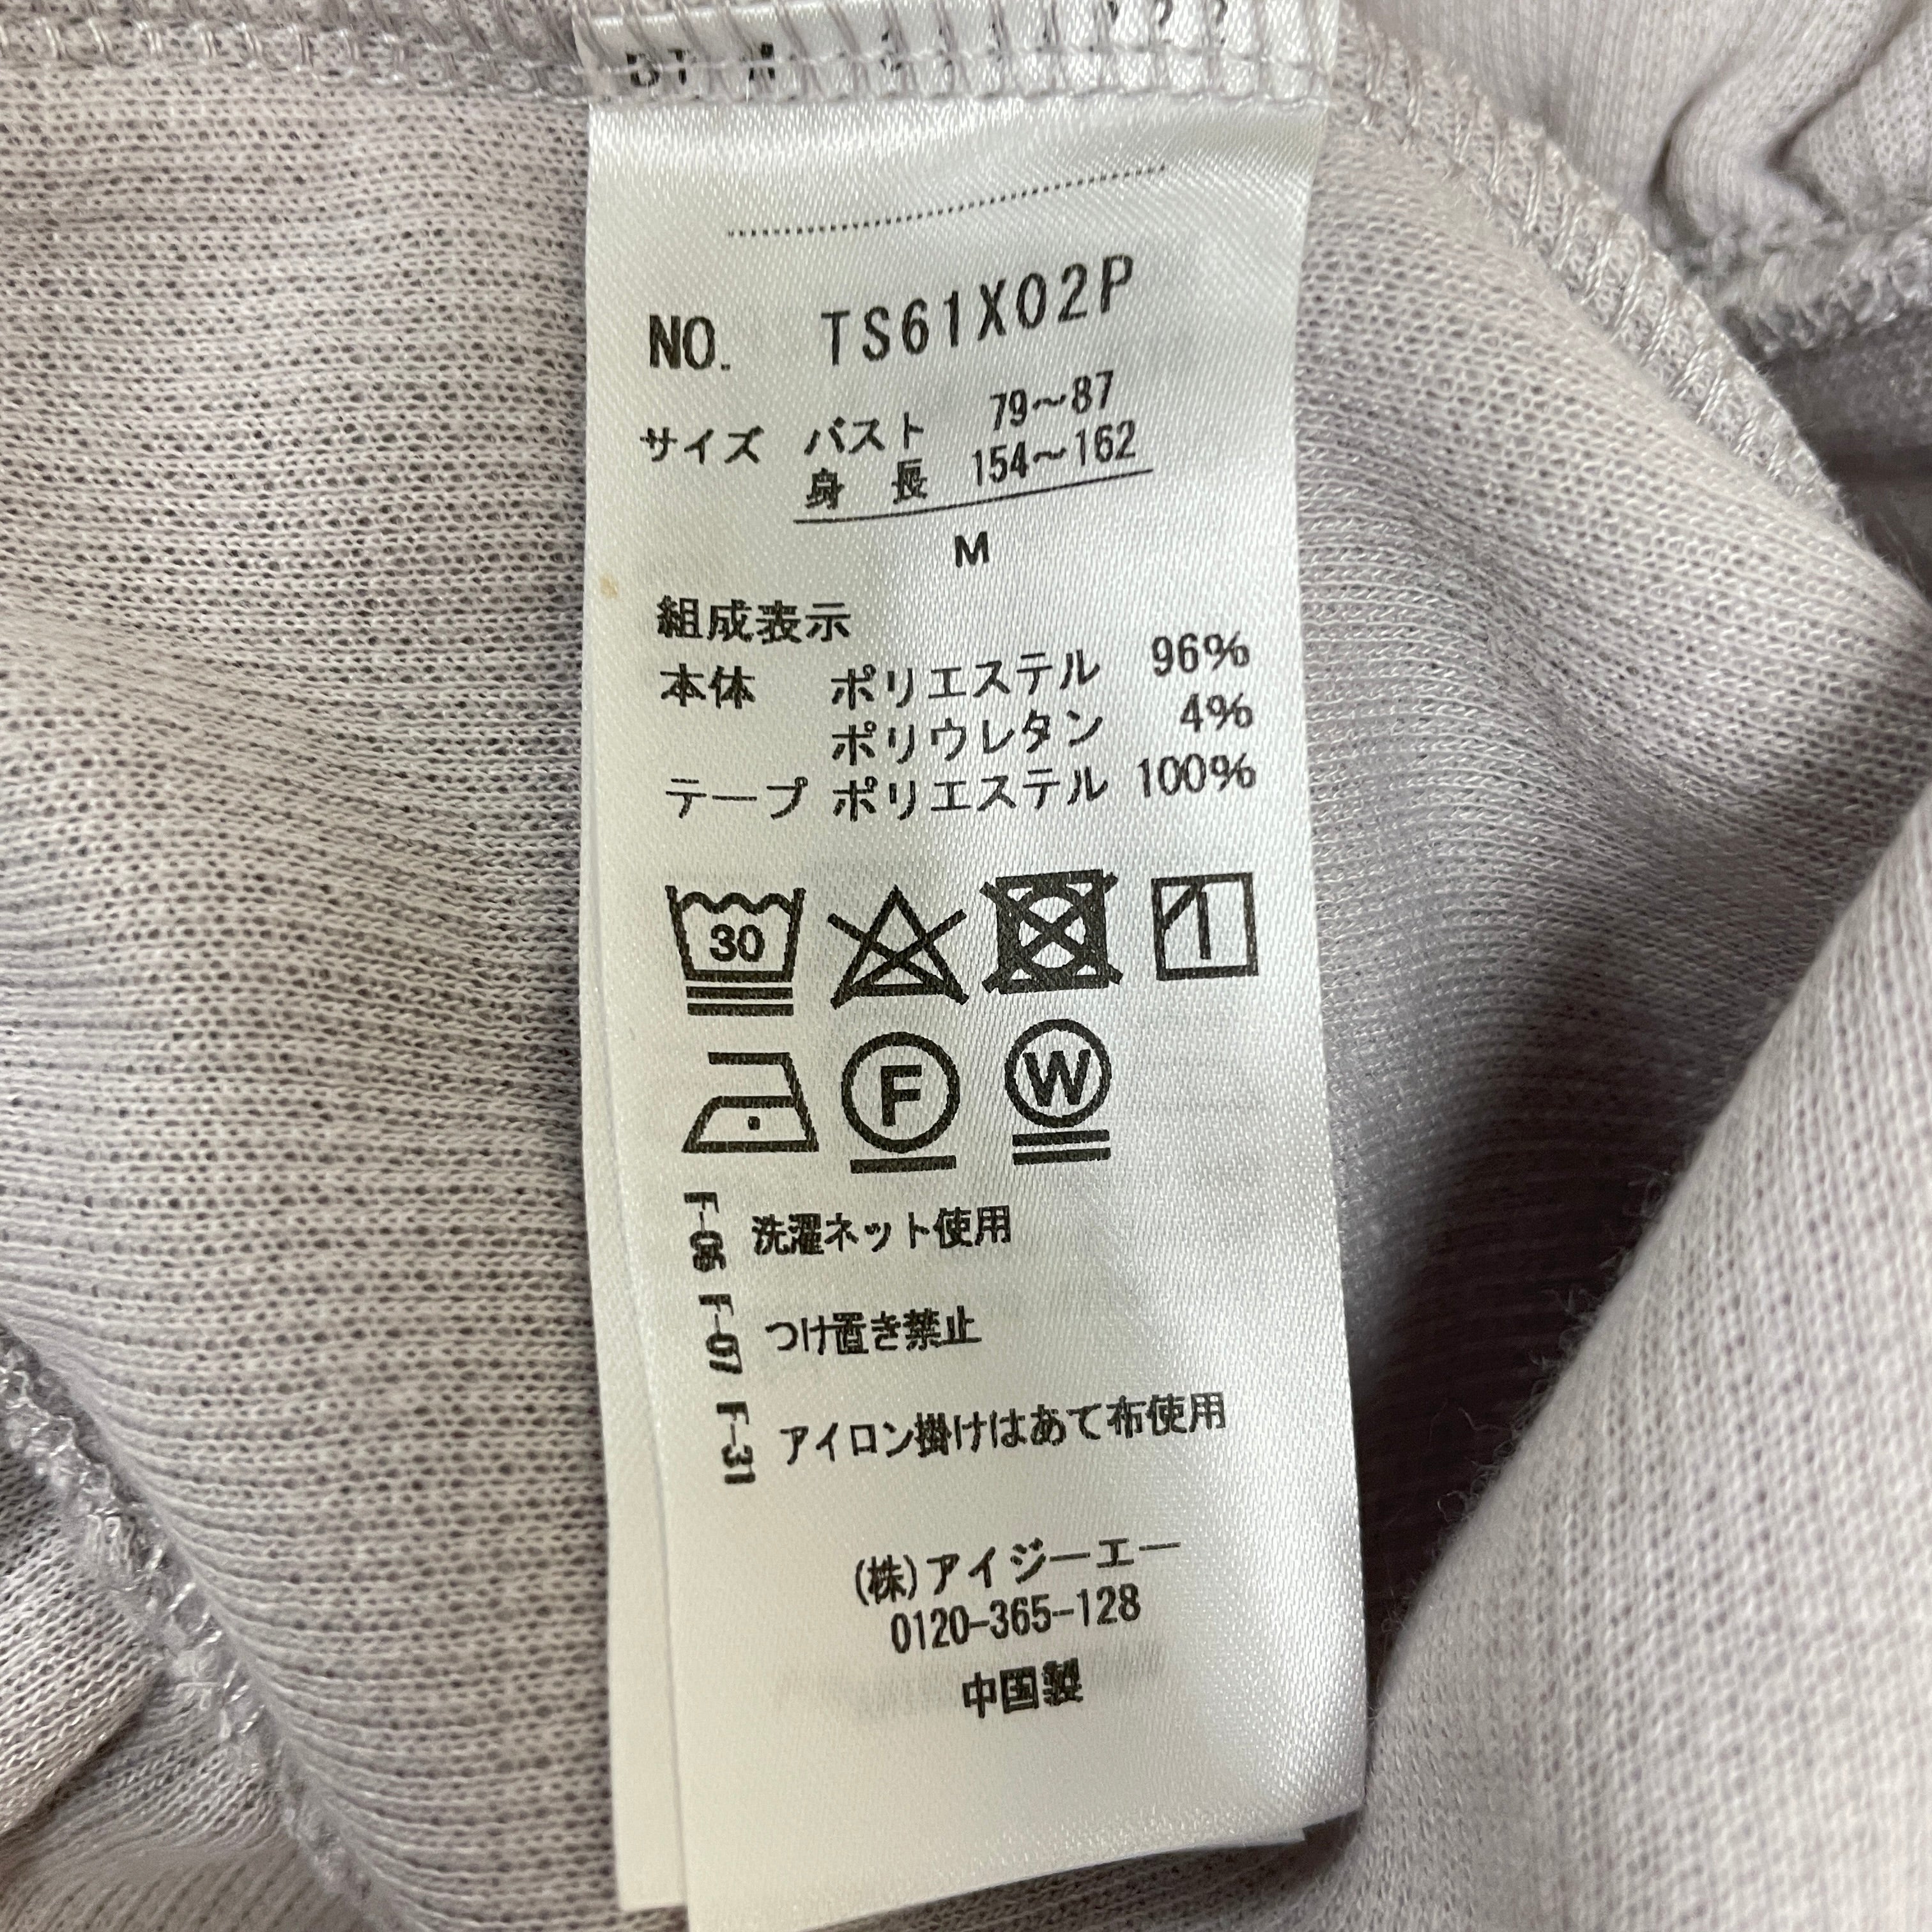 NO. TS61X02P
サイズ バスト 79～87
身長 154～162
M
組成表示
本体 ポリエステル 96%
ポリウレタン 4%
テープ ポリエステル 100%
30
F
W
F-06 洗濯ネット使用
F-07 つけ置き禁止
F-31 アイロン掛けはあて布使用
(株)アイジーエー
0120-365-128
中国製